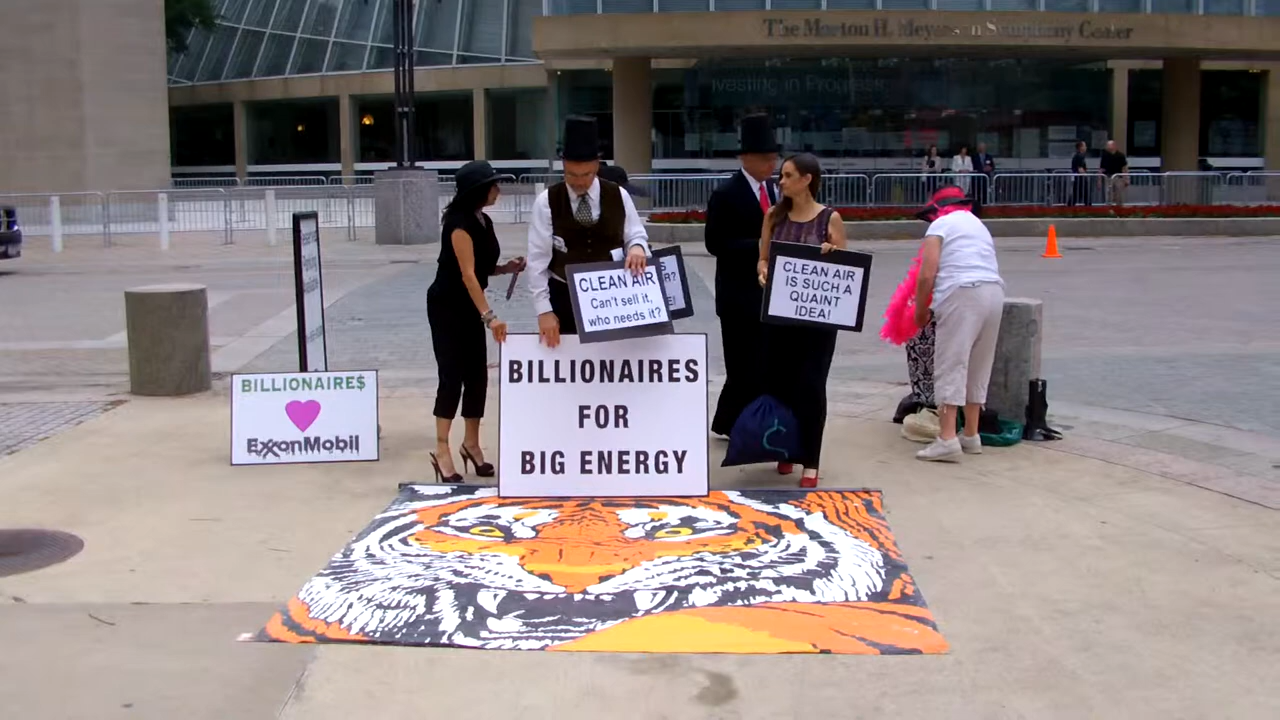 The Morton H. Meyerson Symphony Center
Investing in Progress
CLEAN AIR
Can't sell it,
who needs it?
CLEAN AIR
IS SUCH A
QUAINT
IDEA!
BILLIONAIRE$
ExxonMobil
BILLIONAIRES
FOR
BIG ENERGY